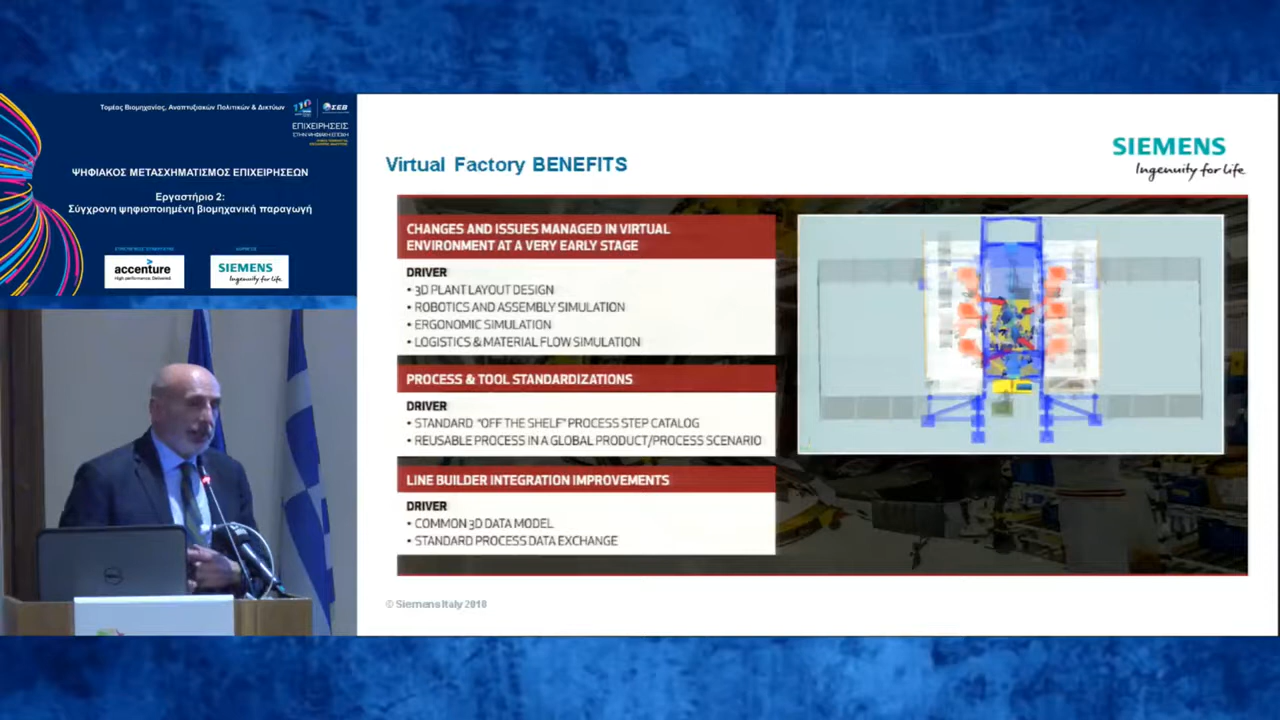 Τομέας Βιομηχανίας, Αναπτυξιακών Πολιτικών & Δικτύων
ΣΕΒ
ΕΠΙΧΕΙΡΗΣΕΙΣ
ΣΤΗΝ ΨΗΦΙΑΚΗ ΕΠΟΧΗ
ΨΗΦΙΑΚΟΣ ΜΕΤΑΣΧΗΜΑΤΙΣΜΟΣ ΕΠΙΧΕΙΡΗΣΕΩΝ
Εργαστήριο 2:
Σύγχρονη ψηφιοποιημένη βιομηχανική παραγωγή
accenture
High performance. Delivered.
SIEMENS
Ingenuity for life
DELL
Virtual Factory BENEFITS
SIEMENS
Ingenuity for life
CHANGES AND ISSUES MANAGED IN VIRTUAL
ENVIRONMENT AT A VERY EARLY STAGE
DRIVER
• 3D PLANT LAYOUT DESIGN
• ROBOTICS AND ASSEMBLY SIMULATION
• ERGONOMIC SIMULATION
• LOGISTICS & MATERIAL FLOW SIMULATION
PROCESS & TOOL STANDARDIZATIONS
DRIVER
• STANDARD "OFF THE SHELF" PROCESS STEP CATALOG
• REUSABLE PROCESS IN A GLOBAL PRODUCT/PROCESS SCENARIO
LINE BUILDER INTEGRATION IMPROVEMENTS
DRIVER
• COMMON 3D DATA MODEL
• STANDARD PROCESS DATA EXCHANGE
© Siemens Italy 2018